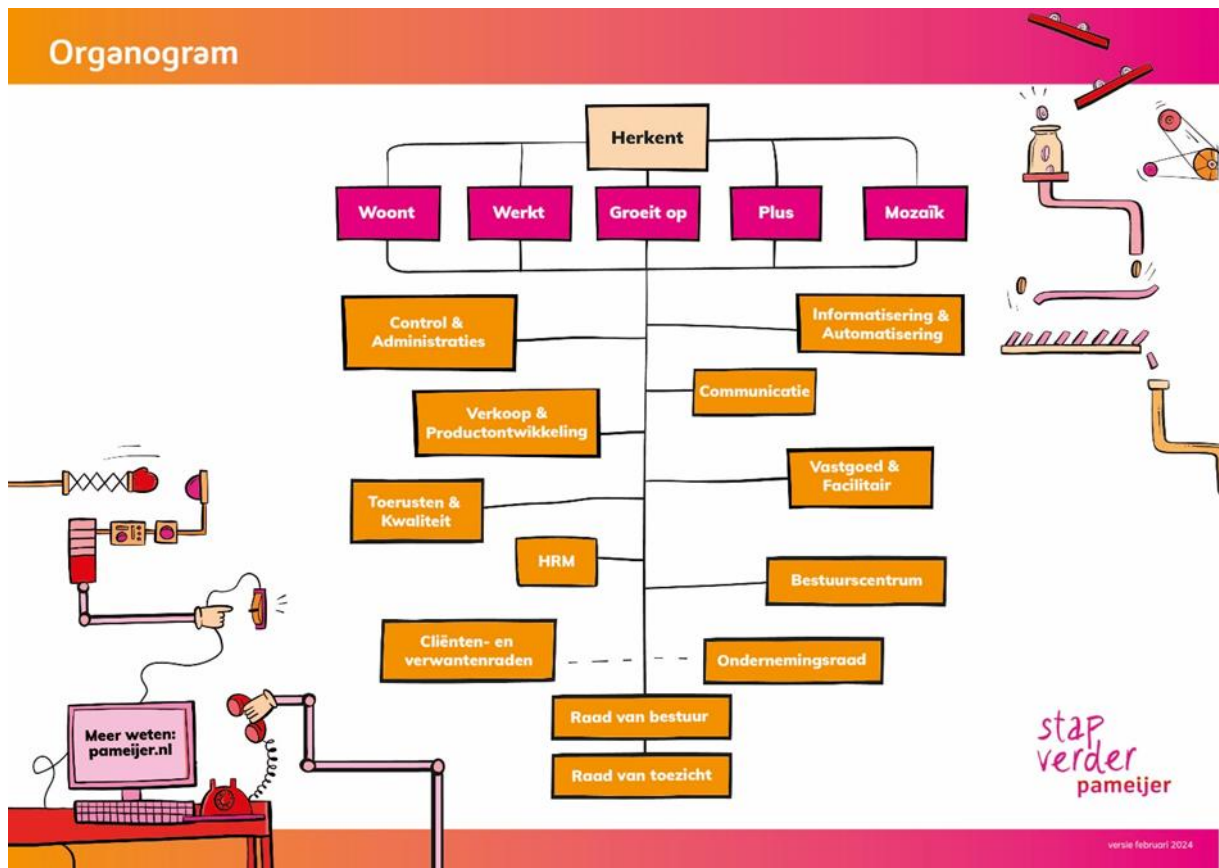 Organogram
Herkent
Woont
Werkt
Groeit op
Plus
Mozaïk
Control &
Administraties
Informatisering &
Automatisering
Communicatie
Verkoop &
Productontwikkeling
Vastgoed &
Facilitair
Toerusten &
Kwaliteit
HRM
Bestuurscentrum
Cliënten- en
verwantenraden
Ondernemingsraad
Raad van bestuur
Raad van toezicht
Meer weten:
pameijer.nl
stap
verder
pameijer
versie februari 2024